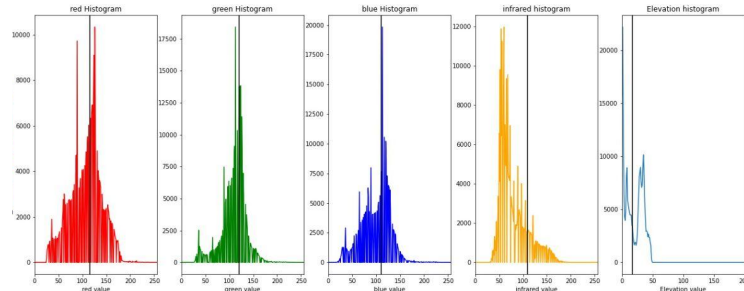 red Histogram
10000
8000
6000
4000
2000
0
0 50 100 150 200 250
red value
green Histogram
17500
15000
12500
10000
7500
5000
2500
0
0 50 100 150 200 250
green value
blue Histogram
20000
17500
15000
12500
10000
7500
5000
2500
0
0 50 100 150 200 250
blue value
infrared histogram
12000
10000
8000
6000
4000
2000
0
0 50 100 150 200 250
infrared value
Elevation histogram
20000
15000
10000
5000
0
0 50 100 150
Elevation value